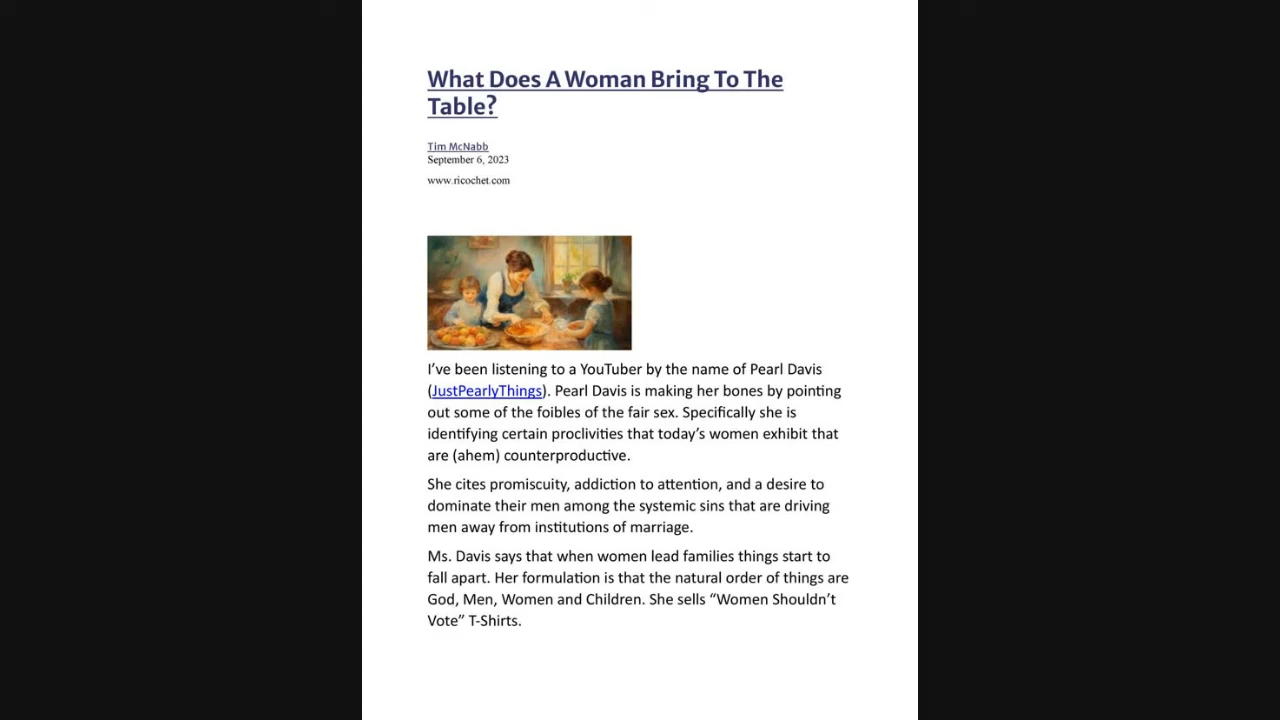 What Does A Woman Bring To The
Table?
Tim McNabb
September 6, 2023
www.ricochet.com
I’ve been listening to a YouTuber by the name of Pearl Davis
(JustPearlyThings). Pearl Davis is making her bones by pointing
out some of the foibles of the fair sex. Specifically she is
identifying certain proclivities that today’s women exhibit that
are (ahem) counterproductive.
She cites promiscuity, addiction to attention, and a desire to
dominate their men among the systemic sins that are driving
men away from institutions of marriage.
Ms. Davis says that when women lead families things start to
fall apart. Her formulation is that the natural order of things are
God, Men, Women and Children. She sells “Women Shouldn’t
Vote” T-Shirts.